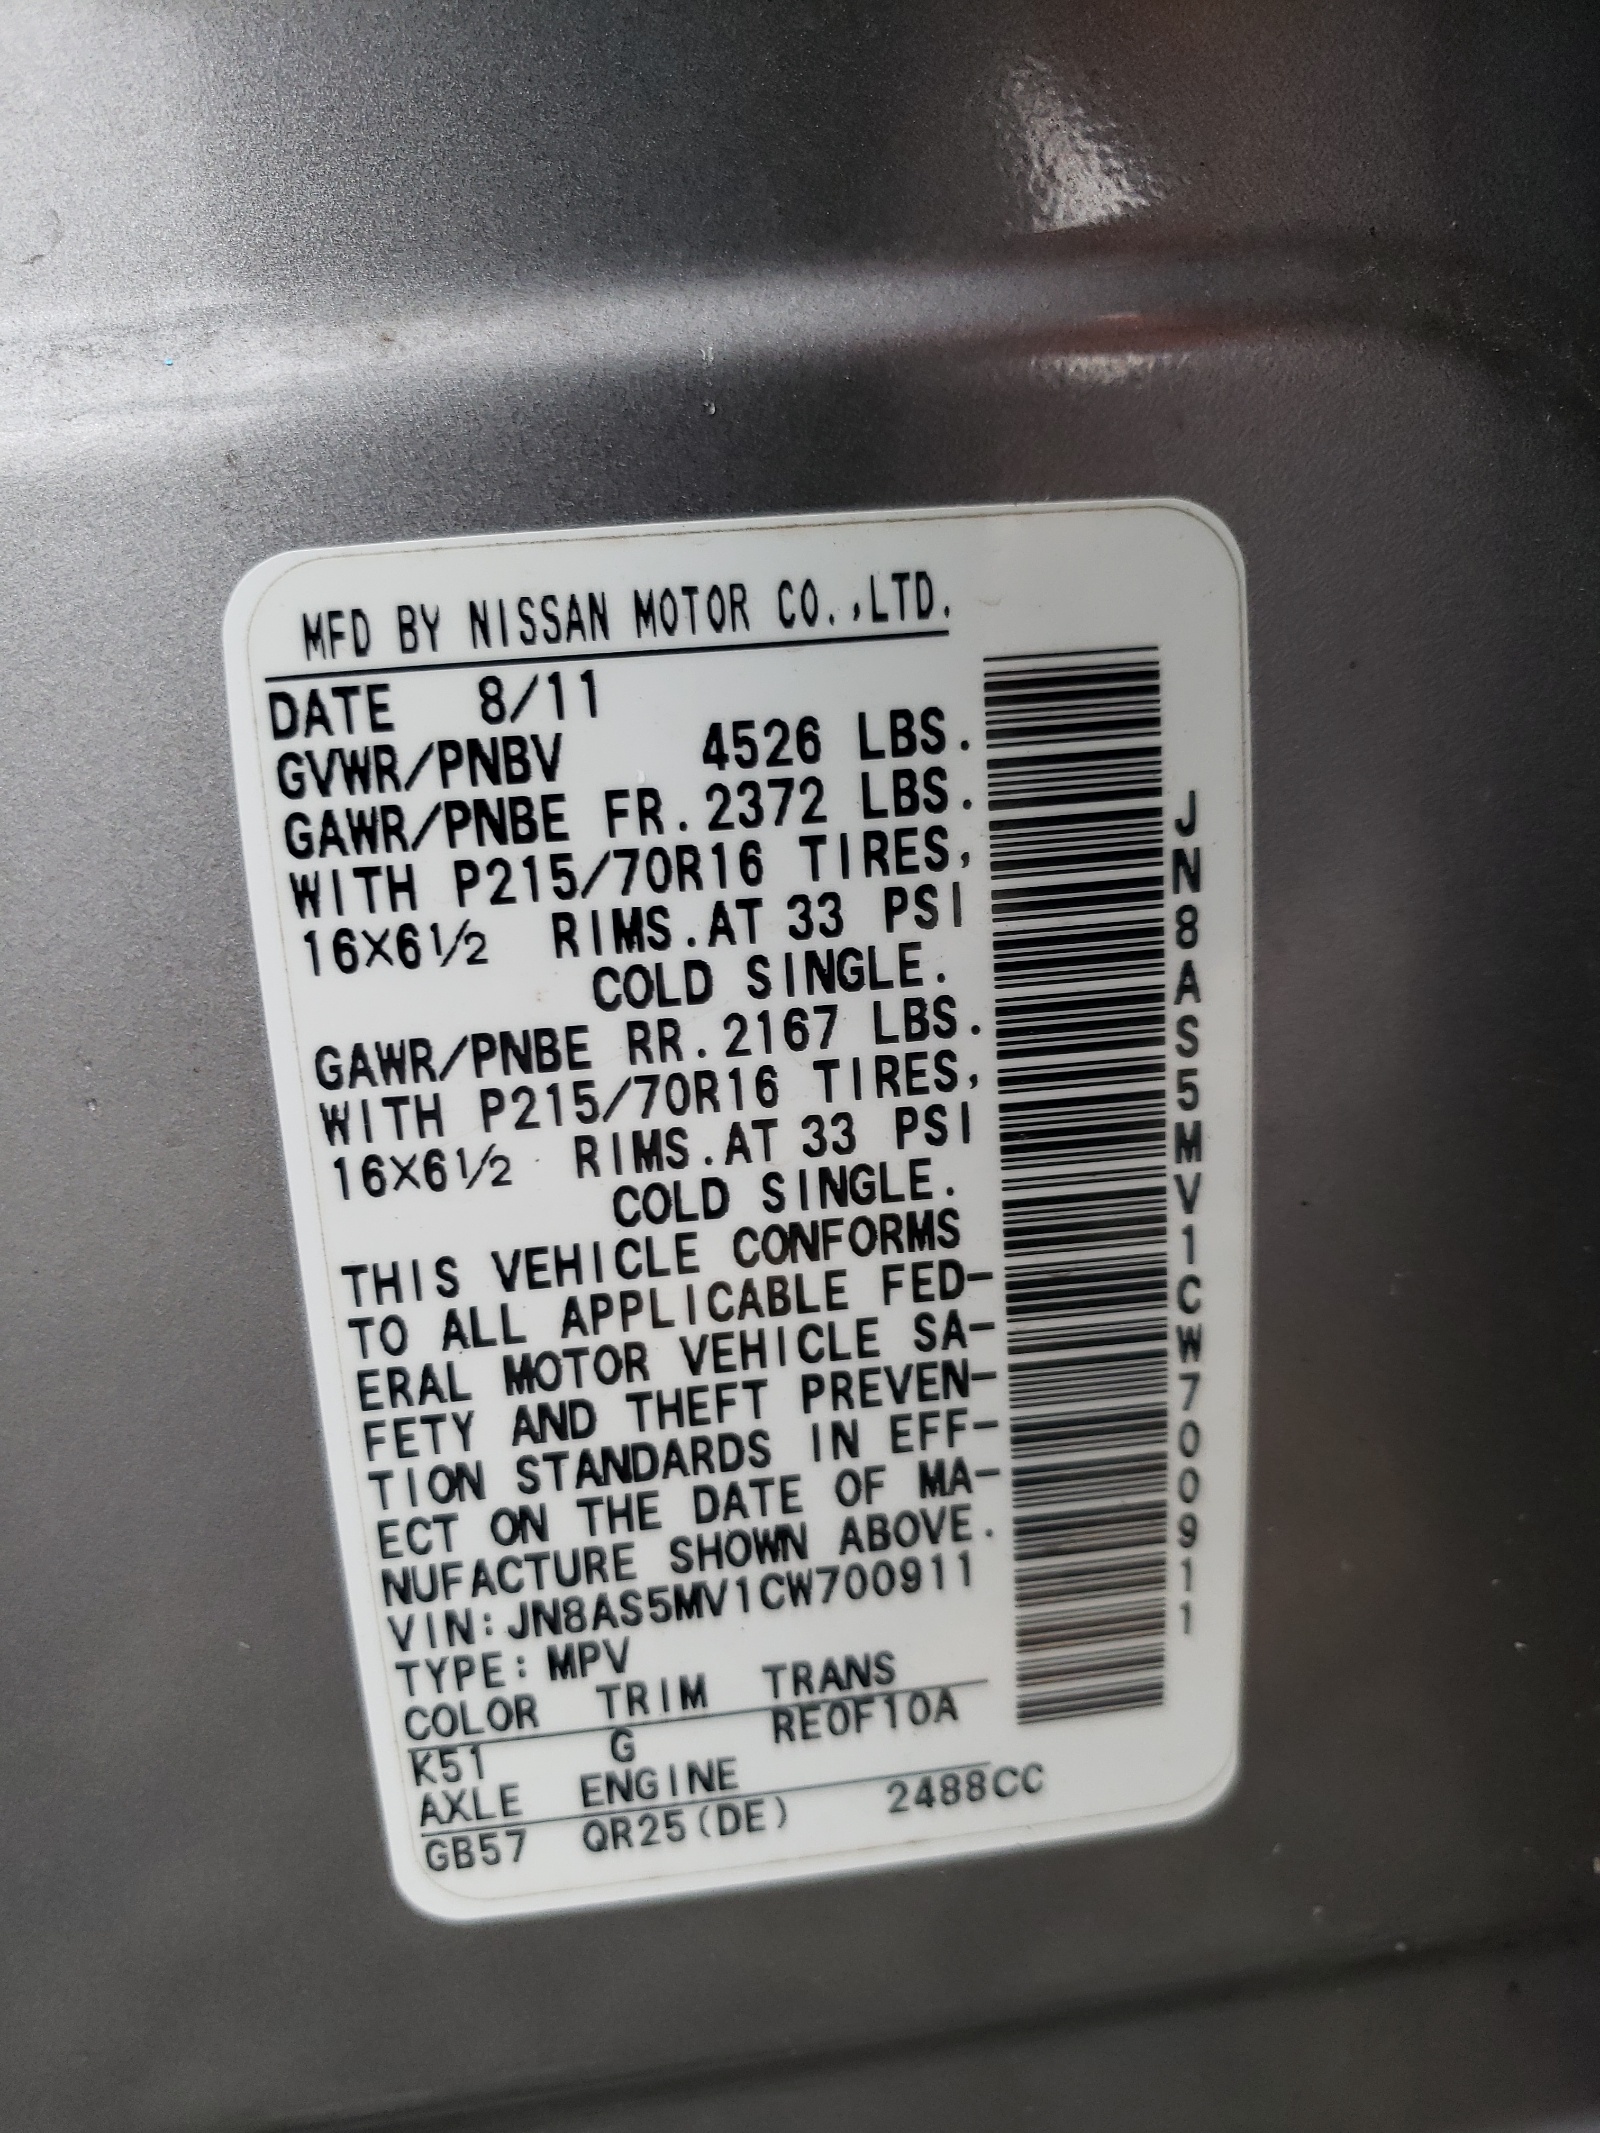 MFD BY NISSAN MOTOR CO.,LTD.
DATE 8/11
GVWR/PNBV 4526 LBS.
GAWR/PNBE FR.2372 LBS.
WITH P215/70R16 TIRES,
16X6½ RIMS.AT 33 PSI
COLD SINGLE.
GAWR/PNBE RR.2167 LBS.
WITH P215/70R16 TIRES,
16X6½ RIMS.AT 33 PSI
COLD SINGLE.
THIS VEHICLE CONFORMS
TO ALL APPLICABLE FED-
ERAL MOTOR VEHICLE SA-
FETY AND THEFT PREVEN-
TION STANDARDS IN EFF-
ECT ON THE DATE OF MA-
NUFACTURE SHOWN ABOVE.
VIN:JN8AS5MV1CW700911
TYPE:MPV
COLOR TRIM TRANS
K51 G RE0F10A
AXLE ENGINE
GB57 QR25(DE) 2488CC
JN8AS5MV1CW700911